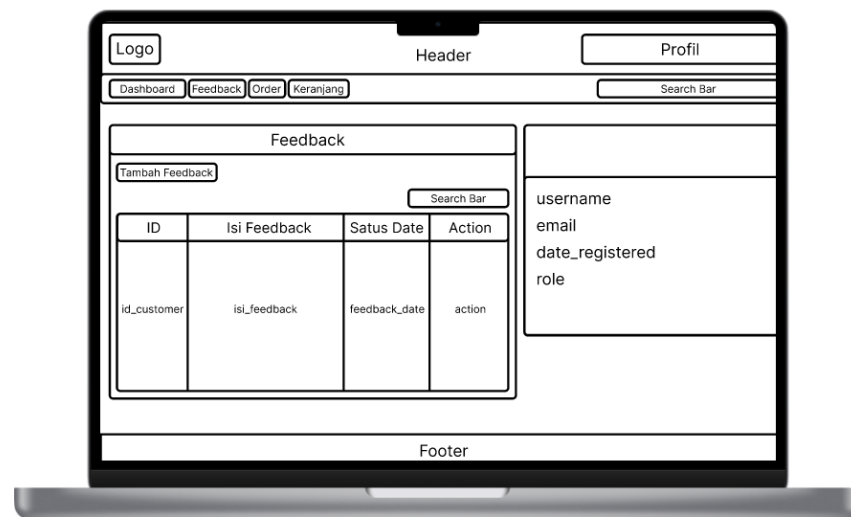 Logo
Header
Profil
Dashboard Feedback Order Keranjang
Search Bar
Feedback
Tambah Feedback
Search Bar
ID Isi Feedback Satus Date Action
id_customer isi_feedback feedback_date action
username
email
date_registered
role
Footer